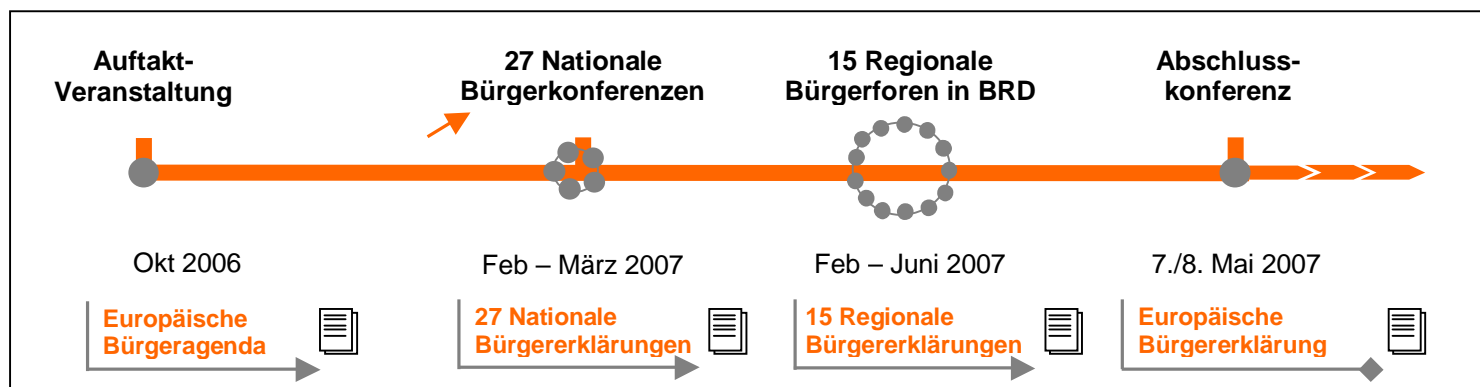 Auftakt-
Veranstaltung
27 Nationale
Bürgerkonferenzen
15 Regionale
Bürgerforen in BRD
Abschluss-
konferenz
Okt 2006
Feb – März 2007
Feb – Juni 2007
7./8. Mai 2007
Europäische
Bürgeragenda
27 Nationale
Bürgererklärungen
15 Regionale
Bürgererklärungen
Europäische
Bürgererklärung